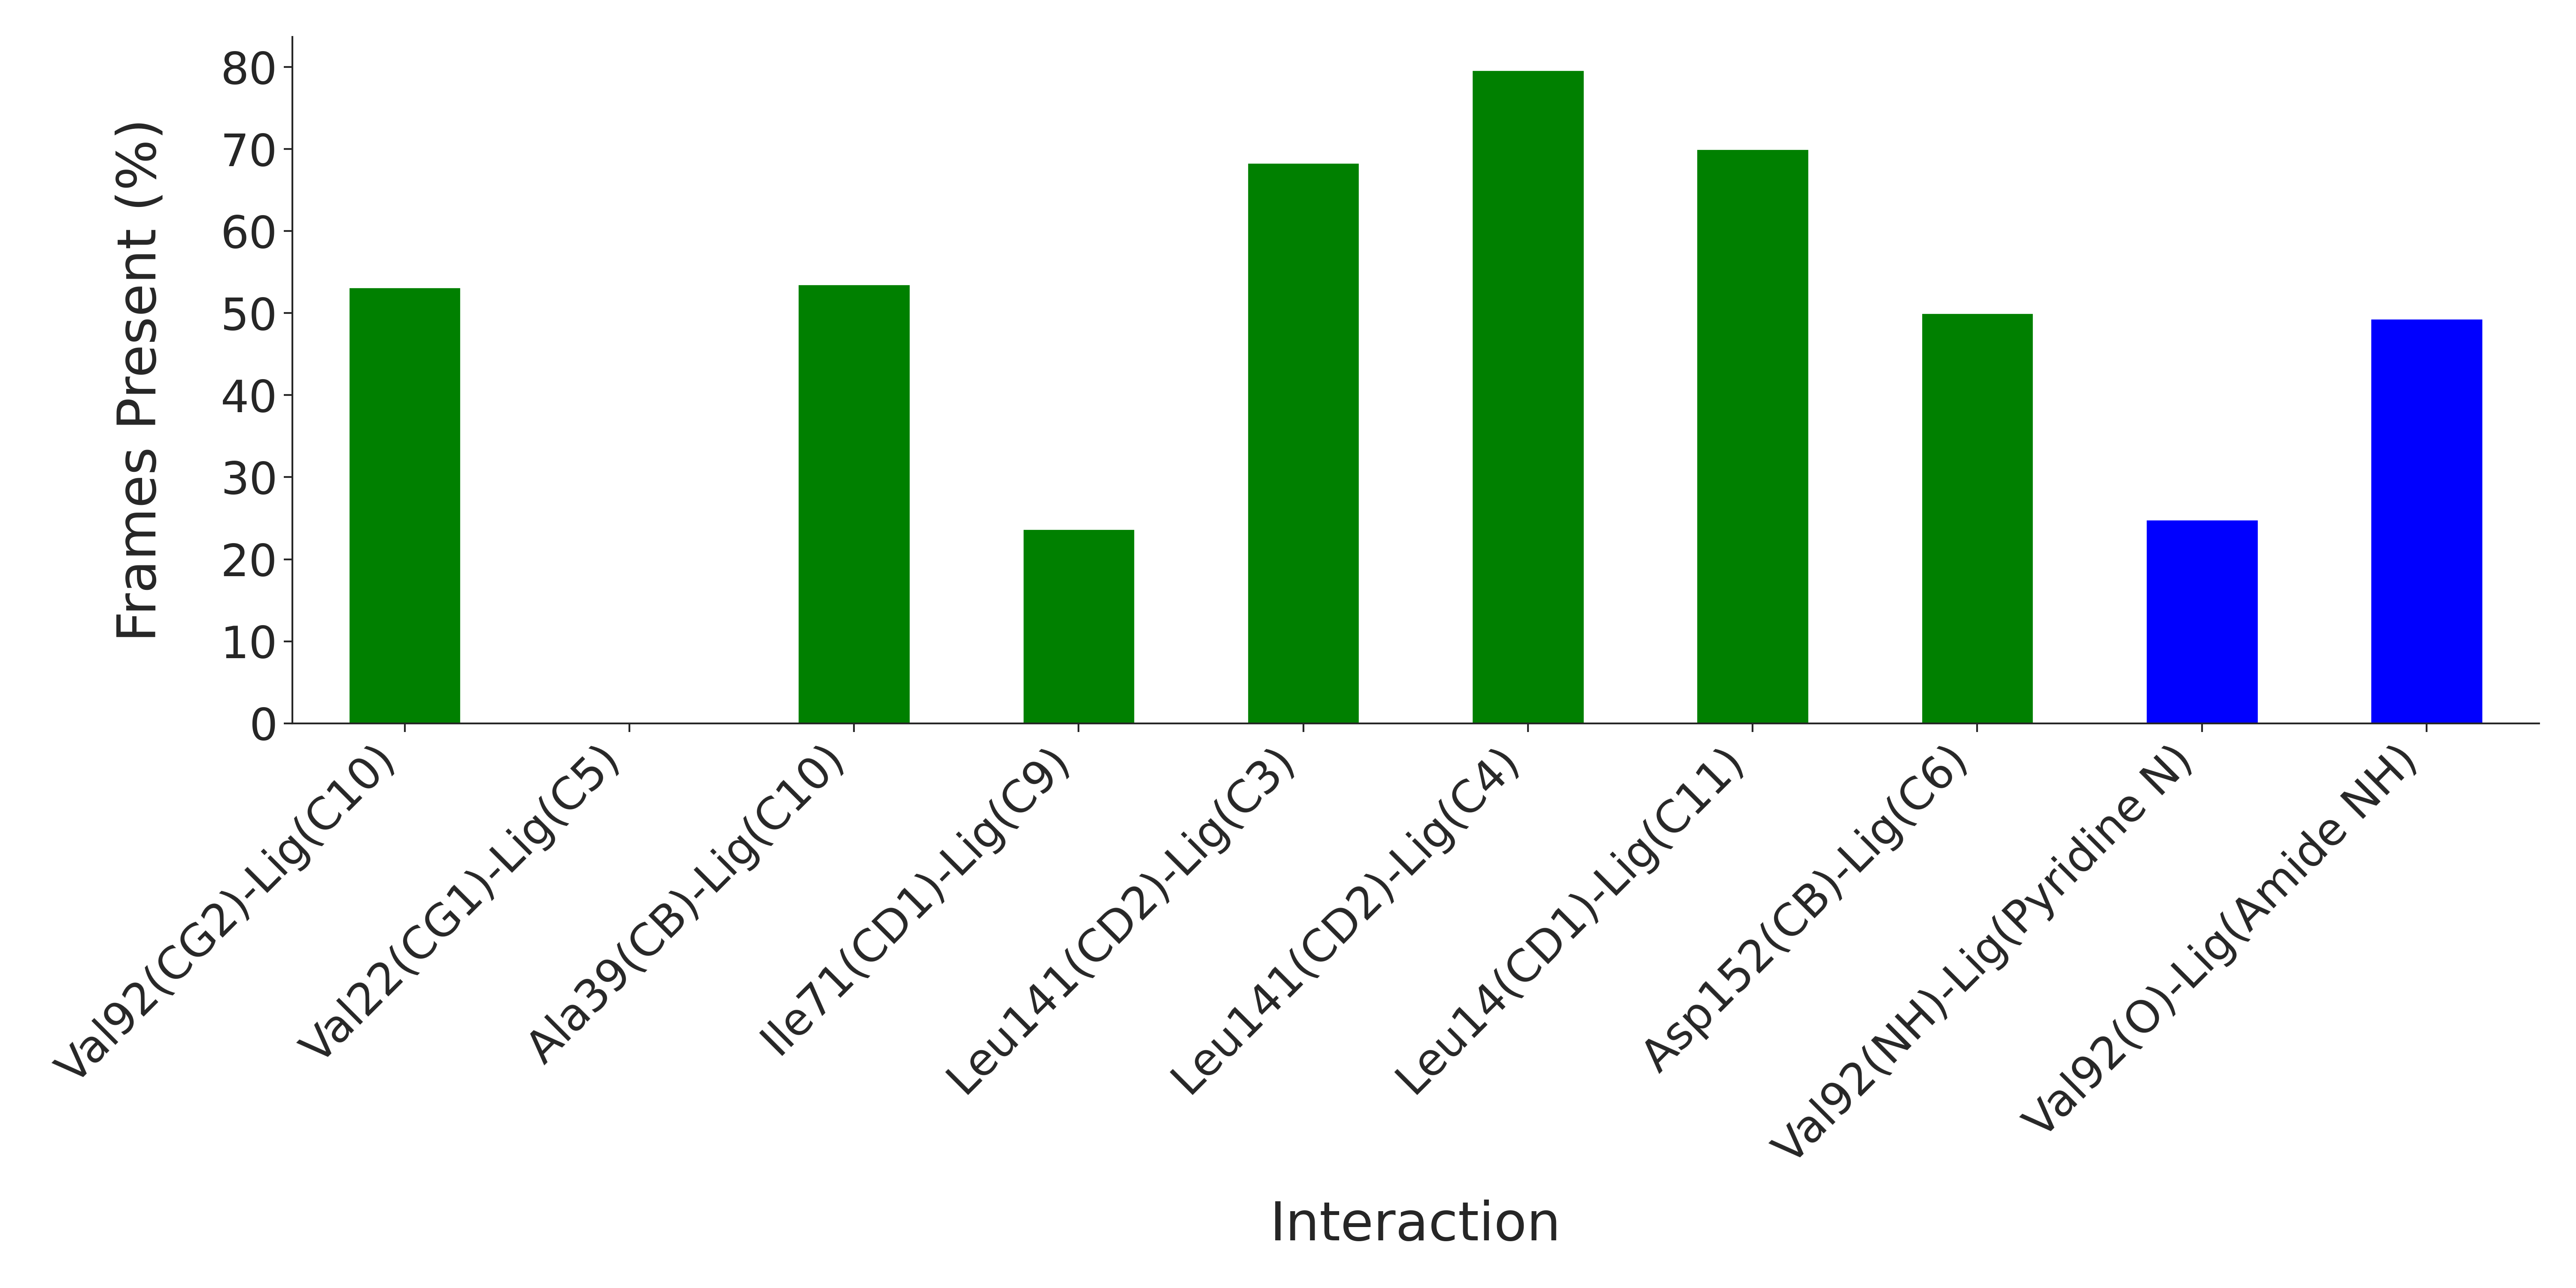 Frames Present (%)
80
70
60
50
40
30
20
10
0
Val92(CG2)-Lig(C10)
Val22(CG1)-Lig(C5)
Ala39(CB)-Lig(C10)
Ile71(CD1)-Lig(C9)
Leu141(CD2)-Lig(C3)
Leu141(CD2)-Lig(C4)
Leu14(CD1)-Lig(C11)
Asp152(CB)-Lig(C6)
Val92(NH)-Lig(Pyridine N)
Val92(O)-Lig(Amide NH)
Interaction